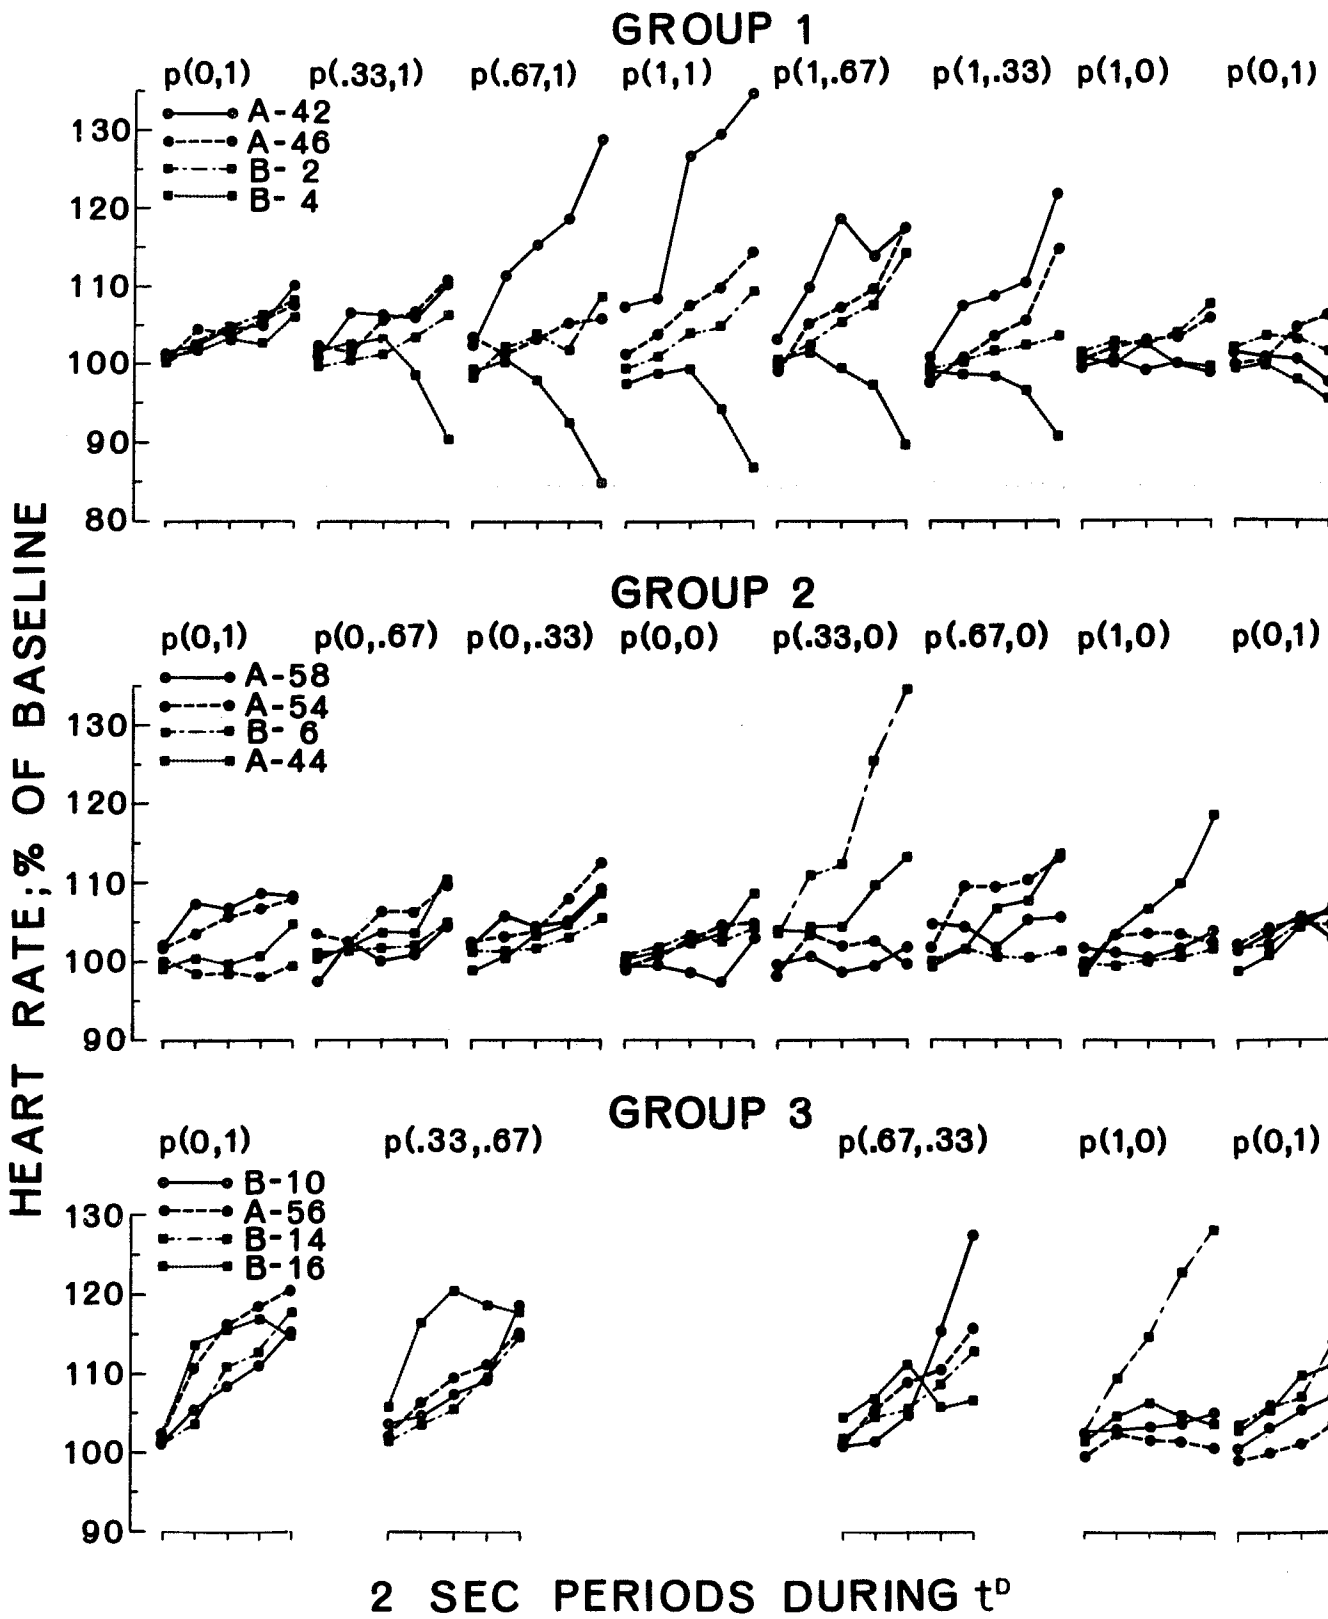 GROUP 1
p(0,1) p(.33,1) p(.67,1) p(1,1) p(1,.67) p(1,.33) p(1,0) p(0,1)
A-42
A-46
B-2
B-4
130
120
110
100
90
80
GROUP 2
p(0,1) p(0,.67) p(0,.33) p(0,0) p(.33,0) p(.67,0) p(1,0) p(0,1)
A-58
A-54
B-6
A-44
130
120
110
100
90
GROUP 3
p(0,1) p(.33,.67) p(.67,.33) p(1,0) p(0,1)
B-10
A-56
B-14
B-16
130
120
110
100
90
HEART RATE;% OF BASELINE
2 SEC PERIODS DURING tᴰ